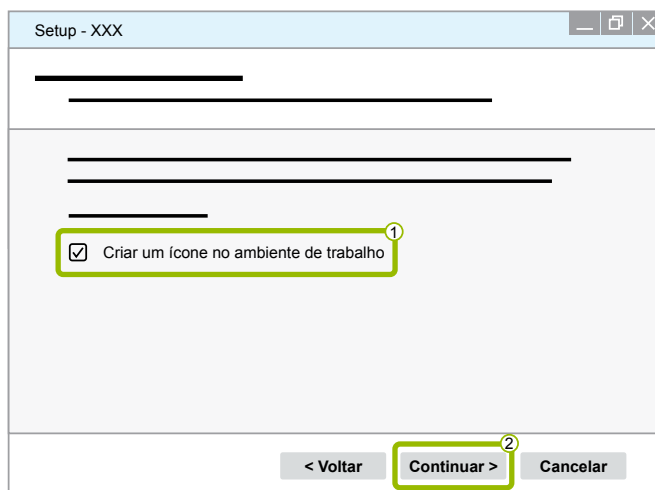 Setup - XXX
1
Criar um ícone no ambiente de trabalho
2
< Voltar
Continuar >
Cancelar